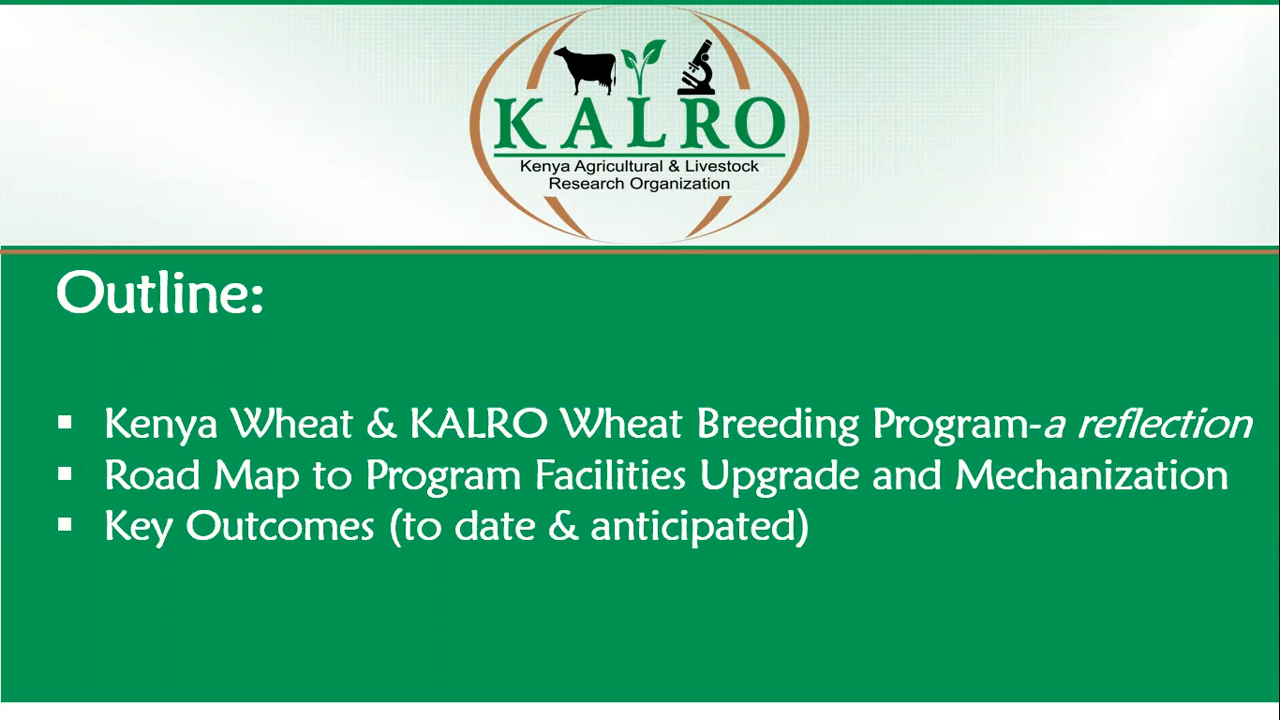 KALRO
Kenya Agricultural & Livestock
Research Organization
Outline:
▪ Kenya Wheat & KALRO Wheat Breeding Program-a reflection
▪ Road Map to Program Facilities Upgrade and Mechanization
▪ Key Outcomes (to date & anticipated)